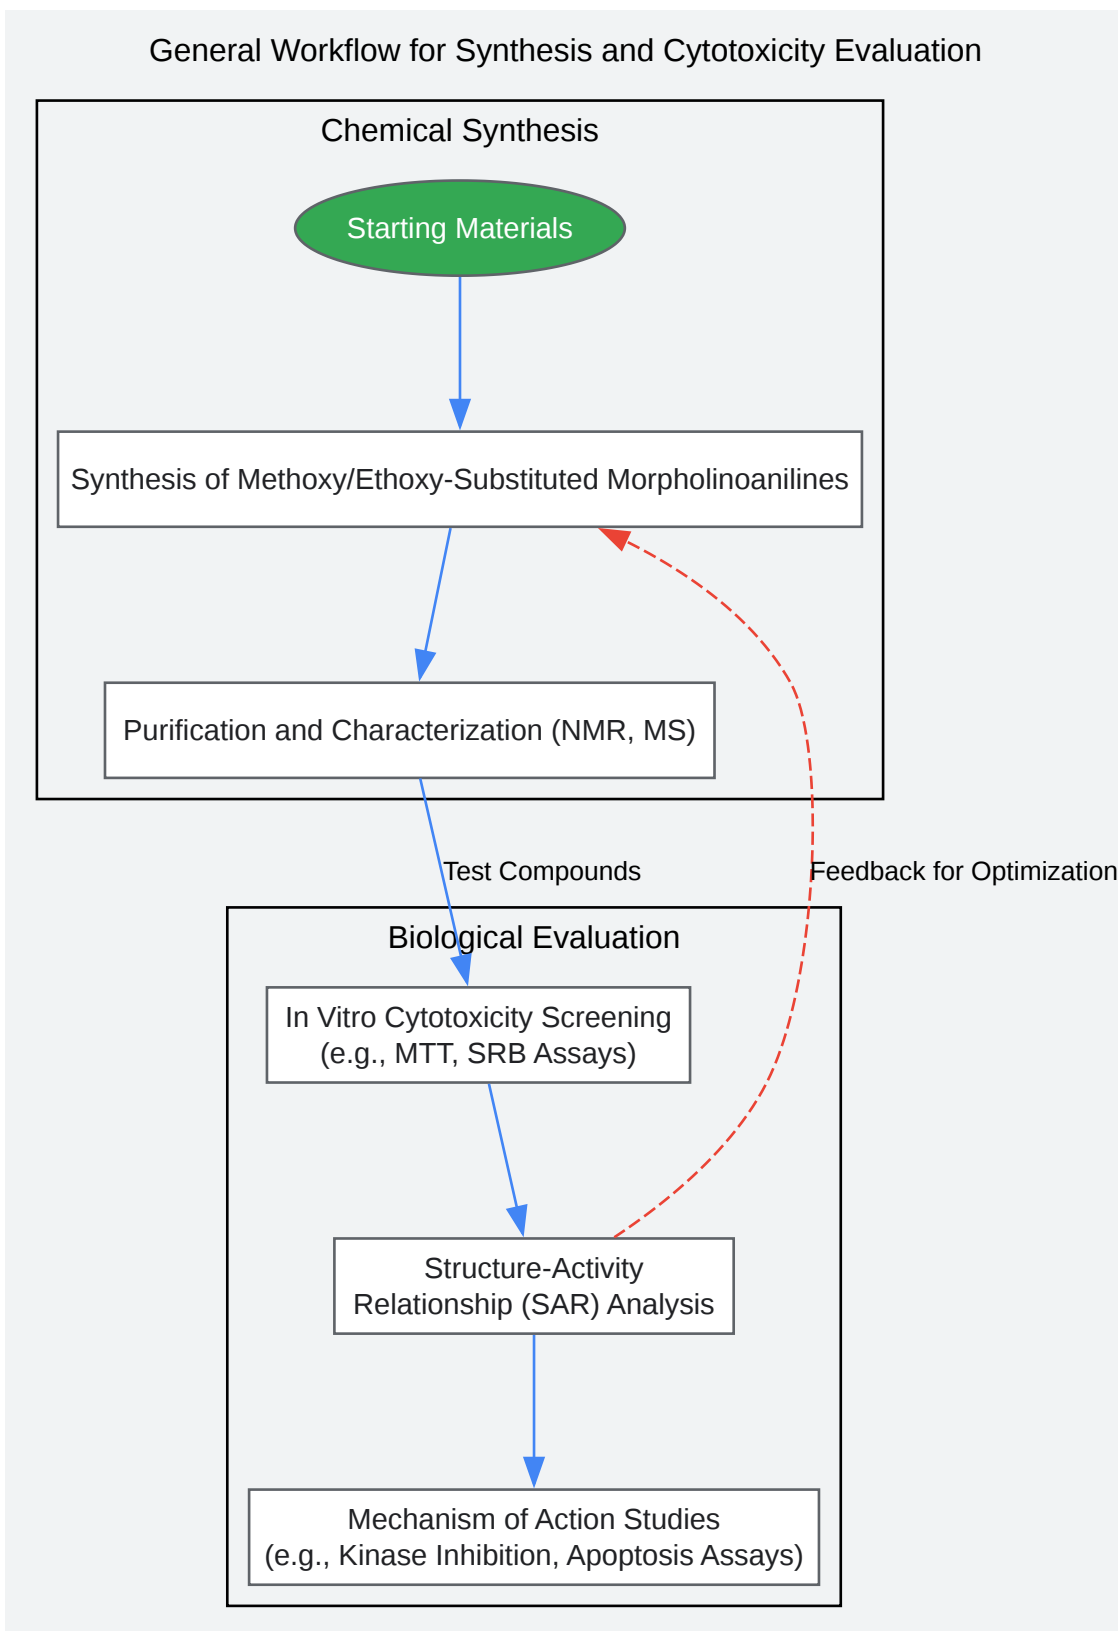 General Workflow for Synthesis and Cytotoxicity Evaluation
Chemical Synthesis
Starting Materials
Synthesis of Methoxy/Ethoxy-Substituted Morpholinoanilines
Purification and Characterization (NMR, MS)
Test Compounds
Feedback for Optimization
Biological Evaluation
In Vitro Cytotoxicity Screening
(e.g., MTT, SRB Assays)
Structure-Activity
Relationship (SAR) Analysis
Mechanism of Action Studies
(e.g., Kinase Inhibition, Apoptosis Assays)